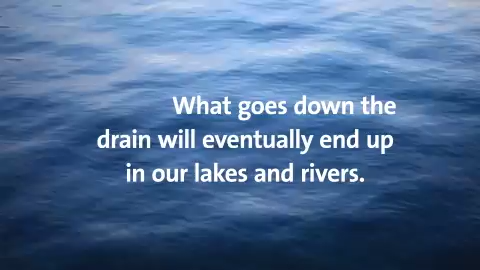 What goes down the
drain will eventually end up
in our lakes and rivers.